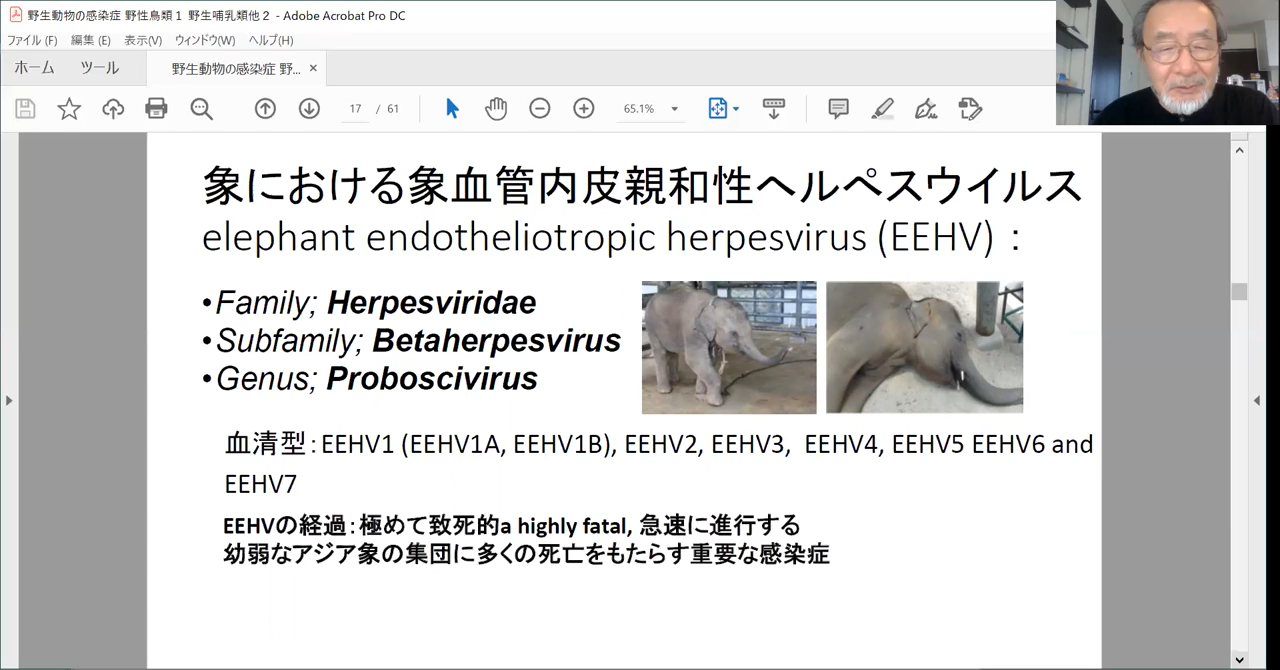 野生動物の感染症 野性鳥類１ 野生哺乳類他２ - Adobe Acrobat Pro DC
ファイル(F) 編集(E) 表示(V) ウィンドウ(W) ヘルプ(H)
ホーム ツール 野生動物の感染症 野... ×
17 / 61 65.1%
象における象血管内皮親和性ヘルペスウイルス
elephant endotheliotropic herpesvirus (EEHV)：
•Family; Herpesviridae
•Subfamily; Betaherpesvirus
•Genus; Proboscivirus
血清型：EEHV1 (EEHV1A, EEHV1B), EEHV2, EEHV3, EEHV4, EEHV5 EEHV6 and
EEHV7
EEHVの経過：極めて致死的a highly fatal, 急速に進行する
幼弱なアジア象の集団に多くの死亡をもたらす重要な感染症